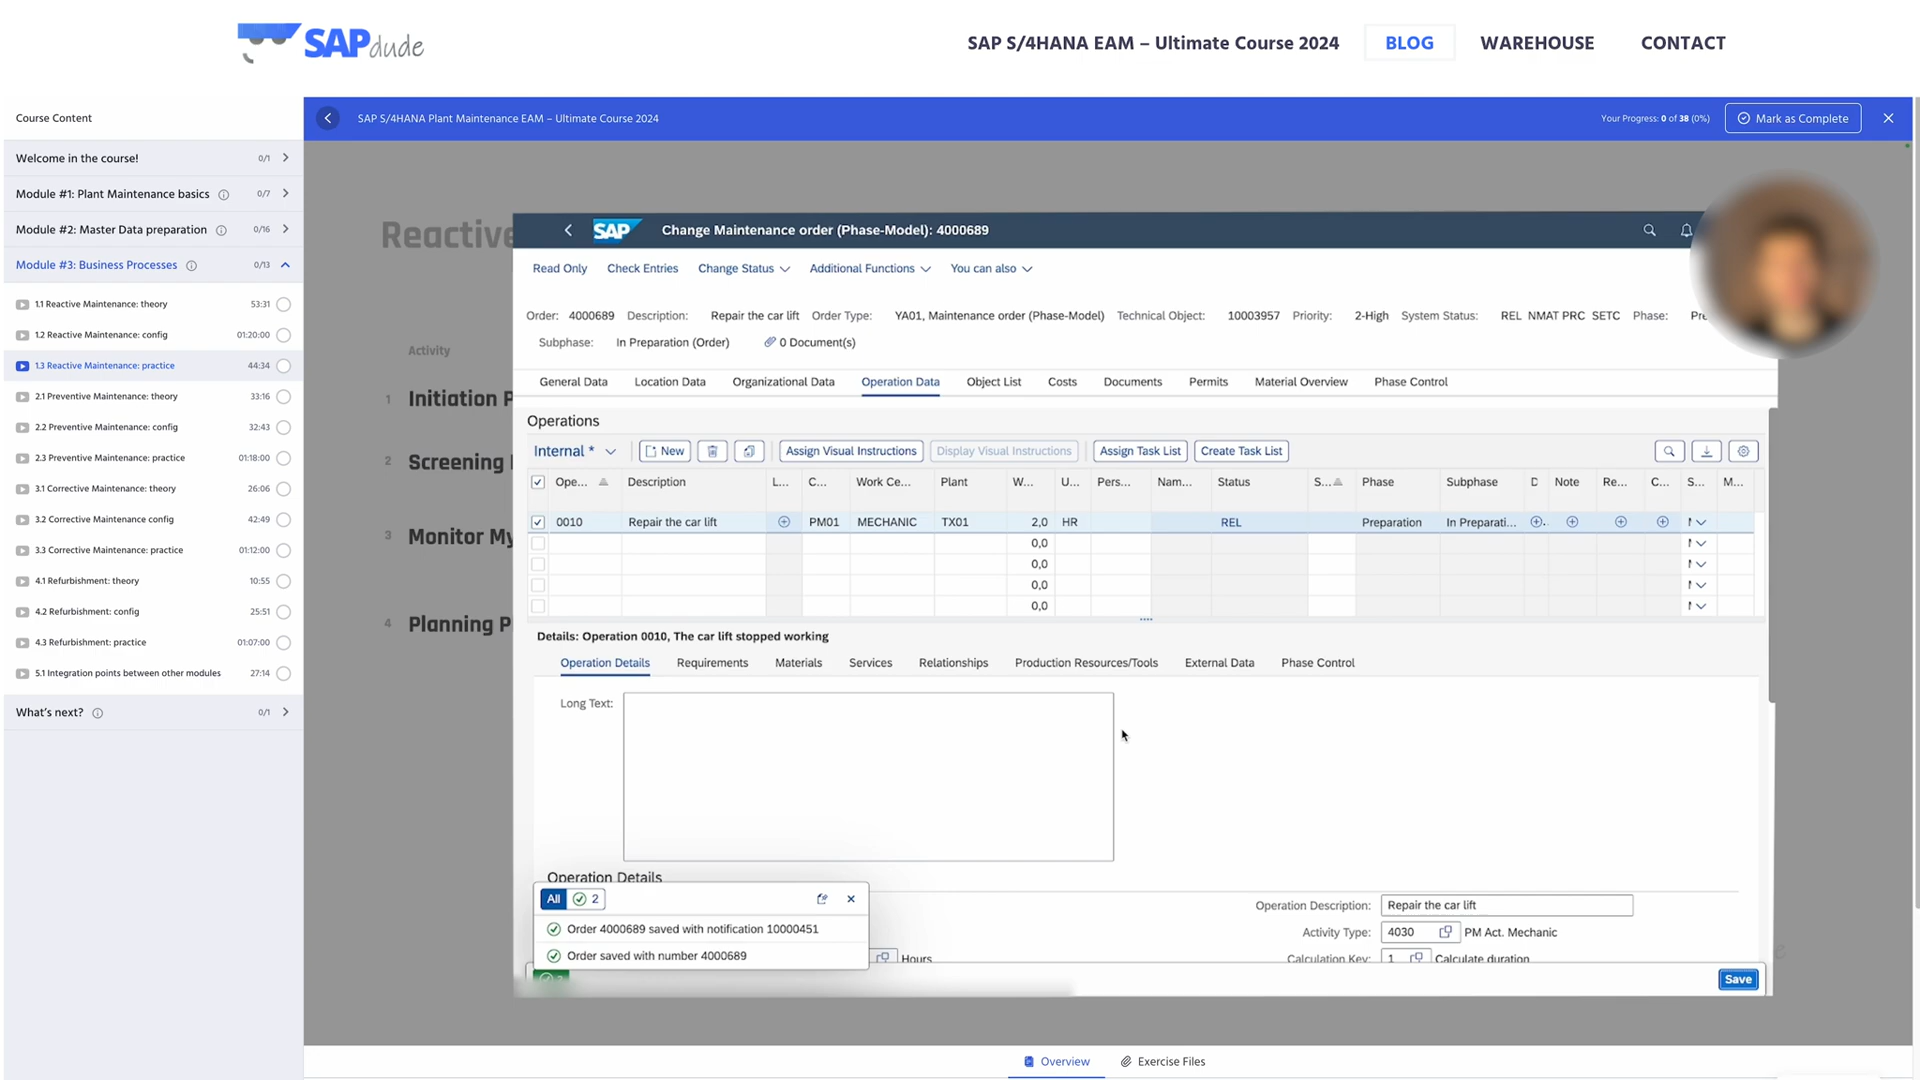 SAPdude
SAP S/4HANA EAM – Ultimate Course 2024
BLOG
WAREHOUSE
CONTACT
Course Content
SAP S/4HANA Plant Maintenance EAM – Ultimate Course 2024
Your Progress: 0 of 38 (0%)
Mark as Complete
Welcome in the course! 0/1
Module #1: Plant Maintenance basics 0/7
Module #2: Master Data preparation 0/16
Module #3: Business Processes 0/13
1.1 Reactive Maintenance: theory 53:31
1.2 Reactive Maintenance: config 01:20:00
1.3 Reactive Maintenance: practice 44:34
2.1 Preventive Maintenance: theory 33:16
2.2 Preventive Maintenance: config 32:43
2.3 Preventive Maintenance: practice 01:18:00
3.1 Corrective Maintenance: theory 26:06
3.2 Corrective Maintenance config 42:49
3.3 Corrective Maintenance: practice 01:12:00
4.1 Refurbishment: theory 10:55
4.2 Refurbishment: config 25:51
4.3 Refurbishment: practice 01:07:00
5.1 Integration points between other modules 27:14
What's next? 0/1
Reactive
Activity
1 Initiation P
2 Screening
3 Monitor My
4 Planning P
SAP
Change Maintenance order (Phase-Model): 4000689
Read Only Check Entries Change Status Additional Functions You can also
Order: 4000689 Description: Repair the car lift Order Type: YA01, Maintenance order (Phase-Model) Technical Object: 10003957 Priority: 2-High System Status: REL NMAT PRC SETC Phase: Pre
Subphase: In Preparation (Order) 0 Document(s)
General Data Location Data Organizational Data Operation Data Object List Costs Documents Permits Material Overview Phase Control
Operations
Internal * New Assign Visual Instructions Display Visual Instructions Assign Task List Create Task List
Ope... Description L... C... Work Ce... Plant W... U... Pers... Nam... Status S... Phase Subphase D Note Re... C... S... M...
0010 Repair the car lift PM01 MECHANIC TX01 2,0 HR REL Preparation In Preparati...
0,0
0,0
0,0
0,0
Details: Operation 0010, The car lift stopped working
Operation Details Requirements Materials Services Relationships Production Resources/Tools External Data Phase Control
Long Text:
Operation Details
All 2
Order 4000689 saved with notification 10000451
Order saved with number 4000689
Hours
Operation Description: Repair the car lift
Activity Type: 4030 PM Act. Mechanic
Calculation Key: 1 Calculate duration
Save
Overview
Exercise Files